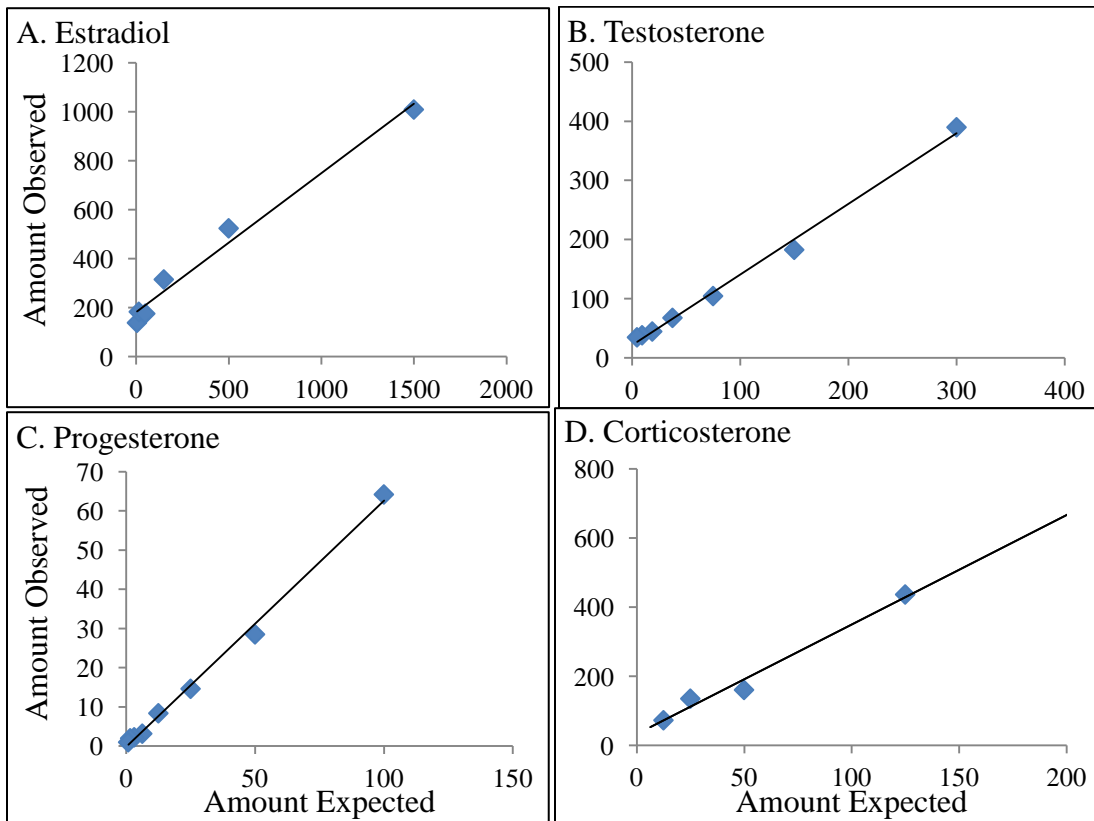 A. Estradiol
Amount Observed
1200
1000
800
600
400
200
0
0 500 1000 1500 2000
B. Testosterone
500
400
300
200
100
0
0 100 200 300 400
C. Progesterone
Amount Observed
70
60
50
40
30
20
10
0
0 50 100 150
Amount Expected
D. Corticosterone
800
600
400
200
0
0 50 100 150 200
Amount Expected